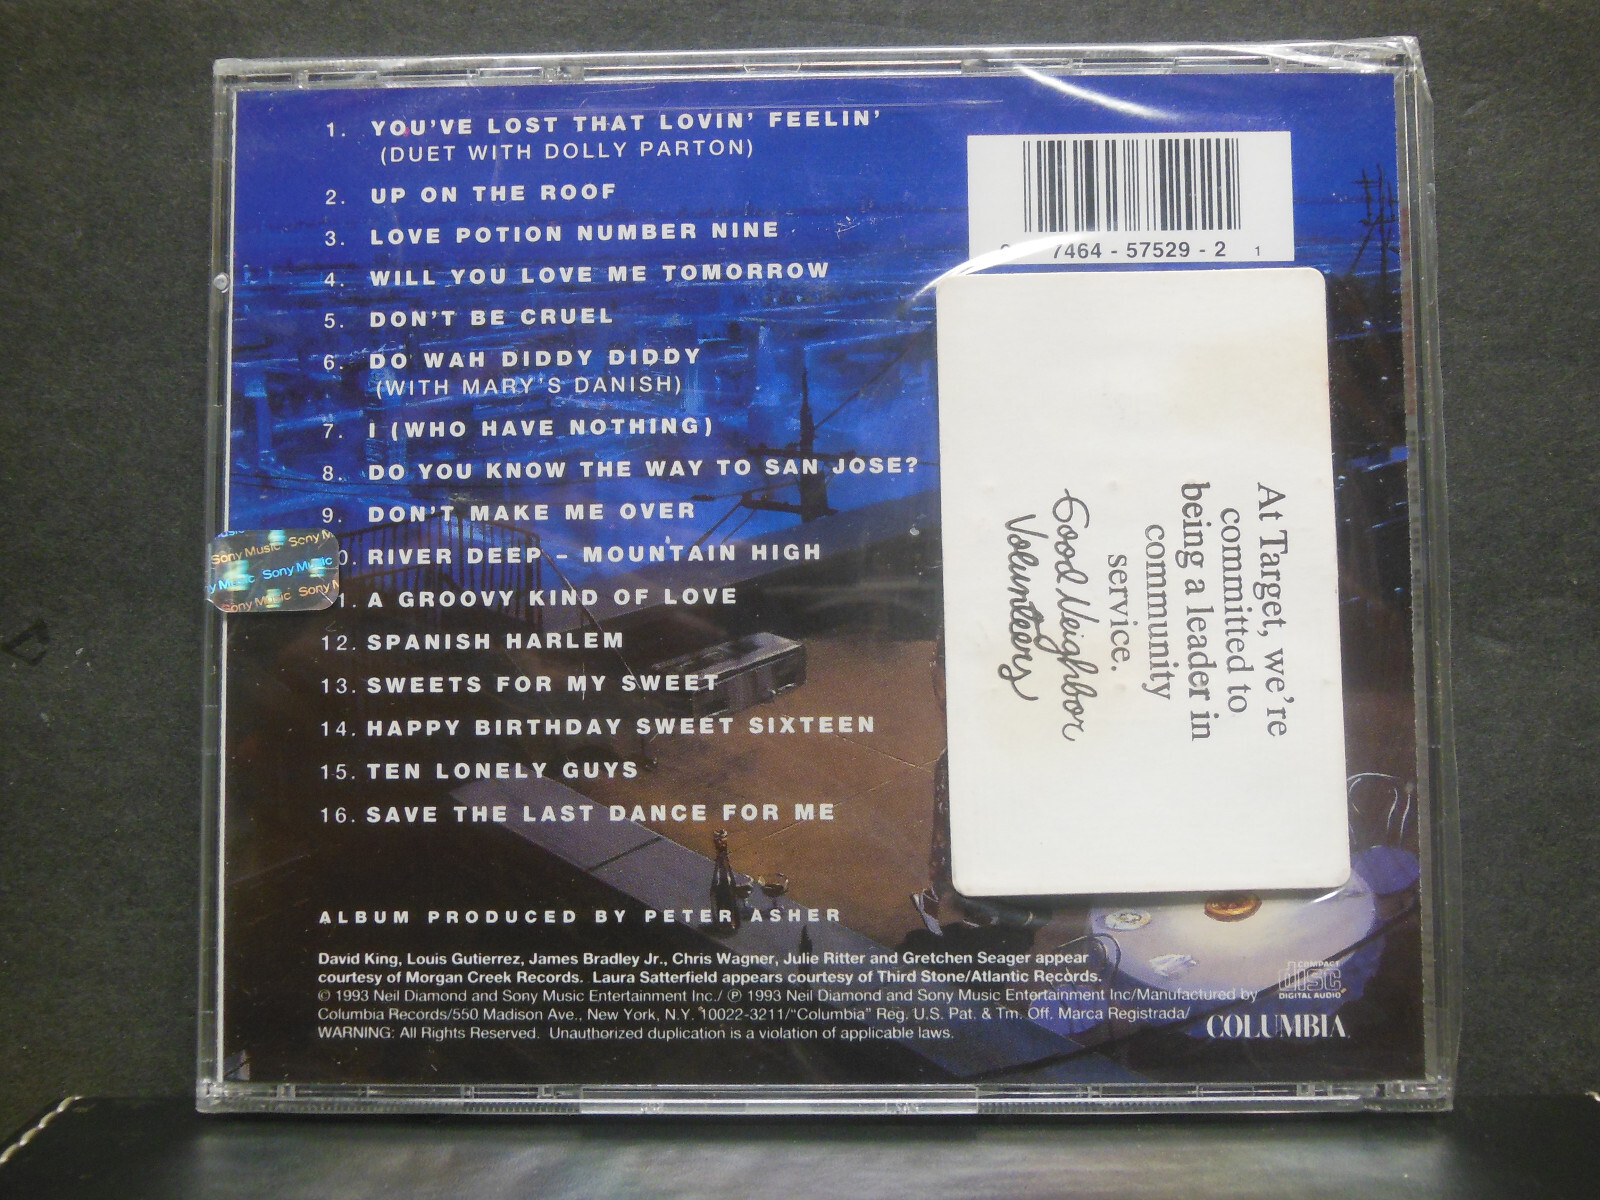 1. YOU'VE LOST THAT LOVIN' FEELIN'
(DUET WITH DOLLY PARTON)
2. UP ON THE ROOF
3. LOVE POTION NUMBER NINE
4. WILL YOU LOVE ME TOMORROW
5. DON'T BE CRUEL
6. DO WAH DIDDY DIDDY
(WITH MARY'S DANISH)
7. I (WHO HAVE NOTHING)
8. DO YOU KNOW THE WAY TO SAN JOSE?
9. DON'T MAKE ME OVER
0. RIVER DEEP – MOUNTAIN HIGH
1. A GROOVY KIND OF LOVE
12. SPANISH HARLEM
13. SWEETS FOR MY SWEET
14. HAPPY BIRTHDAY SWEET SIXTEEN
15. TEN LONELY GUYS
16. SAVE THE LAST DANCE FOR ME
ALBUM PRODUCED BY PETER ASHER
David King, Louis Gutierrez, James Bradley Jr., Chris Wagner, Julie Ritter and Gretchen Seager appear
courtesy of Morgan Creek Records. Laura Satterfield appears courtesy of Third Stone/Atlantic Records.
© 1993 Neil Diamond and Sony Music Entertainment Inc./ ℗ 1993 Neil Diamond and Sony Music Entertainment Inc/Manufactured by
Columbia Records/550 Madison Ave., New York, N.Y. 10022-3211/"Columbia" Reg. U.S. Pat. & Tm. Off. Marca Registrada/
WARNING: All Rights Reserved. Unauthorized duplication is a violation of applicable laws.
7464 - 57529 - 2 1
At Target, we're
committed to
being a leader in
community
service.
Good Neighbor
Volunteers
COMPACT
disc
DIGITAL AUDIO
COLUMBIA
Sony Music Sony M
Sony Music
Sony Music Sony M